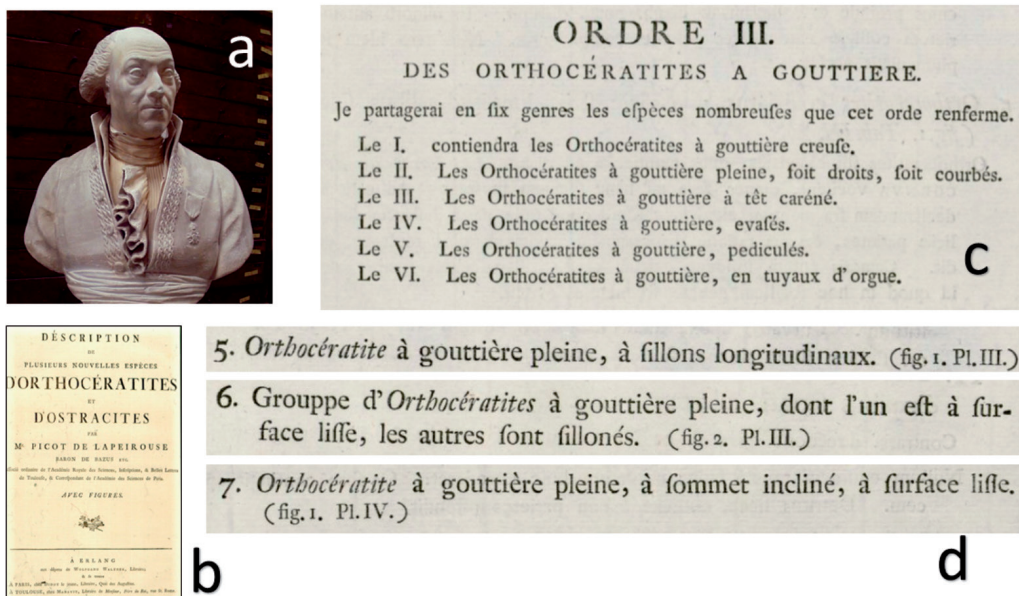 a
ORDRE III.
DES ORTHOCÉRATITES A GOUTTIERE.
Je partagerai en ſix genres les eſpèces nombreuſes que cet orde renferme.
Le I. contiendra les Orthocératites à gouttière creuſe.
Le II. Les Orthocératites à gouttière pleine, ſoit droits, ſoit courbés.
Le III. Les Orthocératites à gouttière à têt caréné.
Le IV. Les Orthocratites à gouttière, evaſés.
Le V. Les Orthocératites à gouttière, pediculés.
Le VI. Les Orthocératites à gouttière, en tuyaux d'orgue.
c
DÉSCRIPTION
DE
PLUSIEURS NOUVELLES ESPÈCES
D'ORTHOCÉRATITES
ET
D'OSTRACITES
PAR
Mr PICOT DE LAPEIROUSE
BARON DE BAZUS
AVEC FIGURES.
À ERLANG
b
5. Orthocératite à gouttière pleine, à ſillons longitudinaux. (fig. 1. Pl. III.)
6. Grouppe d'Orthocératites à gouttière pleine, dont l'un eſt à ſur-
face liſſe, les autres ſont ſillonés. (fig. 2. Pl. III.)
7. Orthocératite à gouttière pleine, à ſommet incliné, à ſurface liſſe.
(fig. 1. Pl. IV.)
d